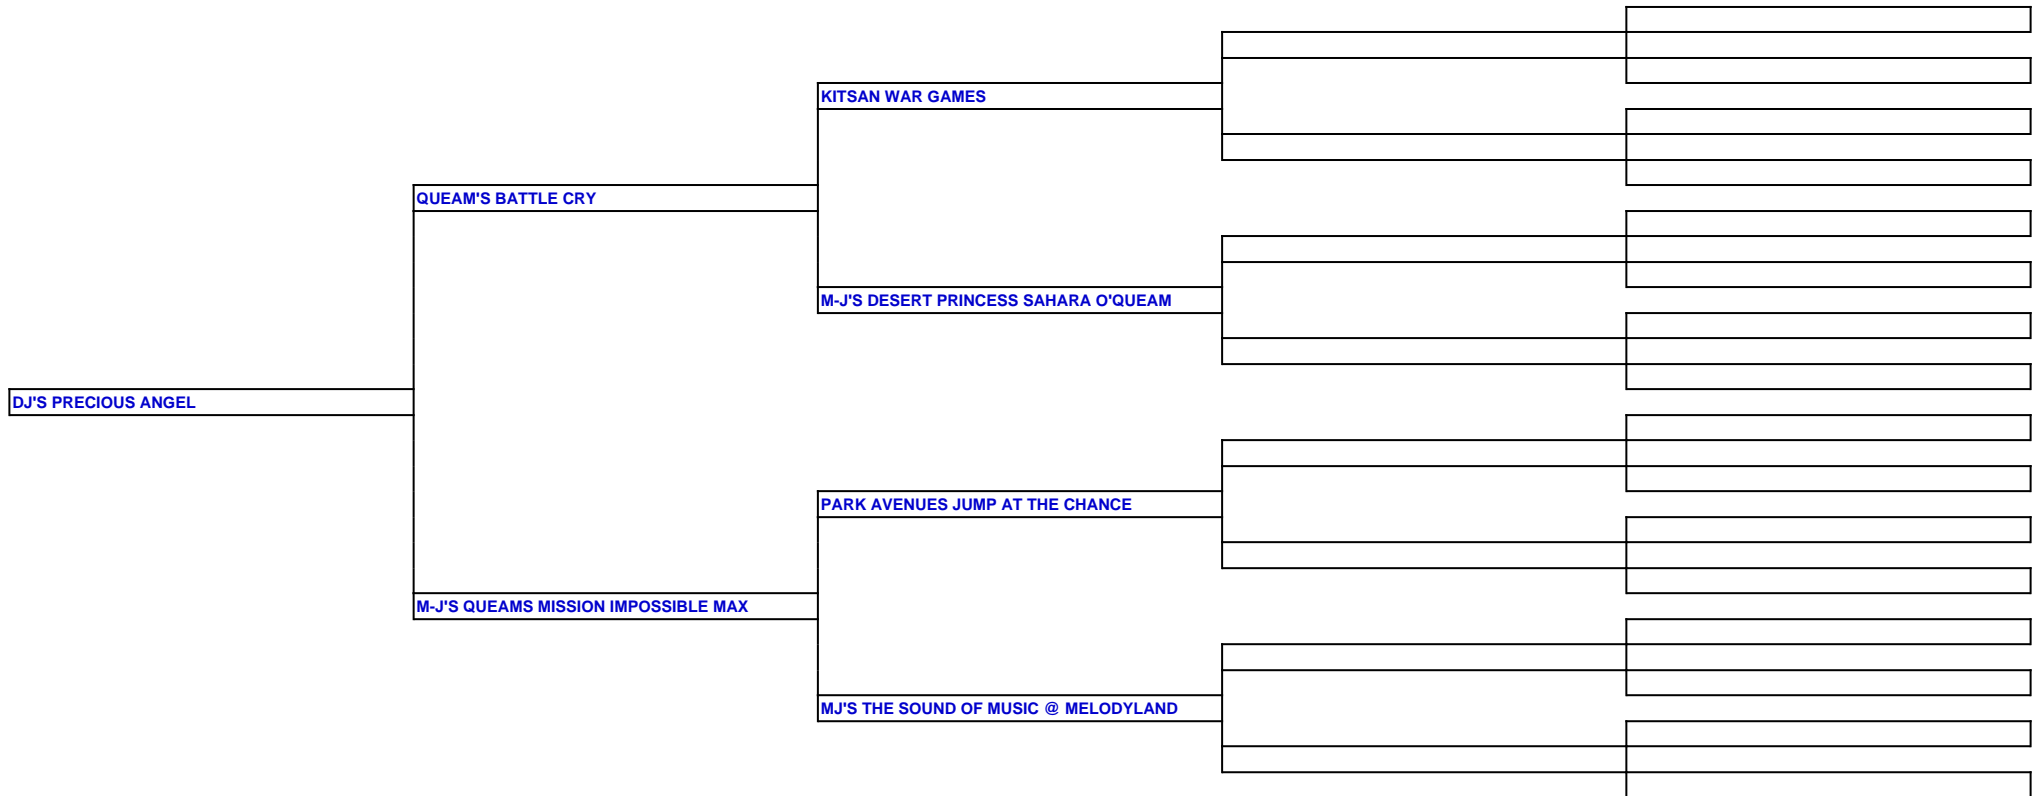 KITSAN WAR GAMES
QUEAM'S BATTLE CRY
M-J'S DESERT PRINCESS SAHARA O'QUEAM
DJ'S PRECIOUS ANGEL
PARK AVENUES JUMP AT THE CHANCE
M-J'S QUEAMS MISSION IMPOSSIBLE MAX
MJ'S THE SOUND OF MUSIC @ MELODYLAND